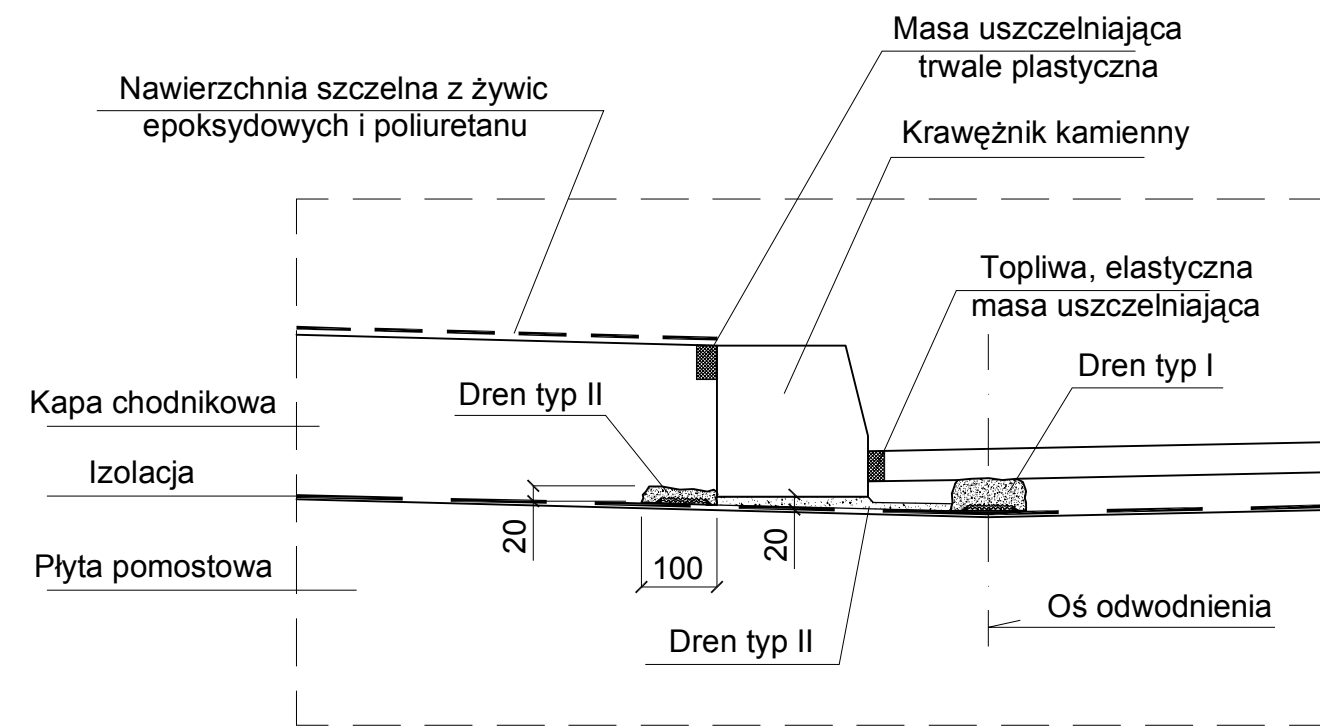 Masa uszczelniająca
trwale plastyczna
Nawierzchnia szczelna z żywic
epoksydowych i poliuretanu
Krawężnik kamienny
Topliwa, elastyczna
masa uszczelniająca
Dren typ I
Dren typ II
Kapa chodnikowa
Izolacja
20
20
100
Płyta pomostowa
Oś odwodnienia
Dren typ II